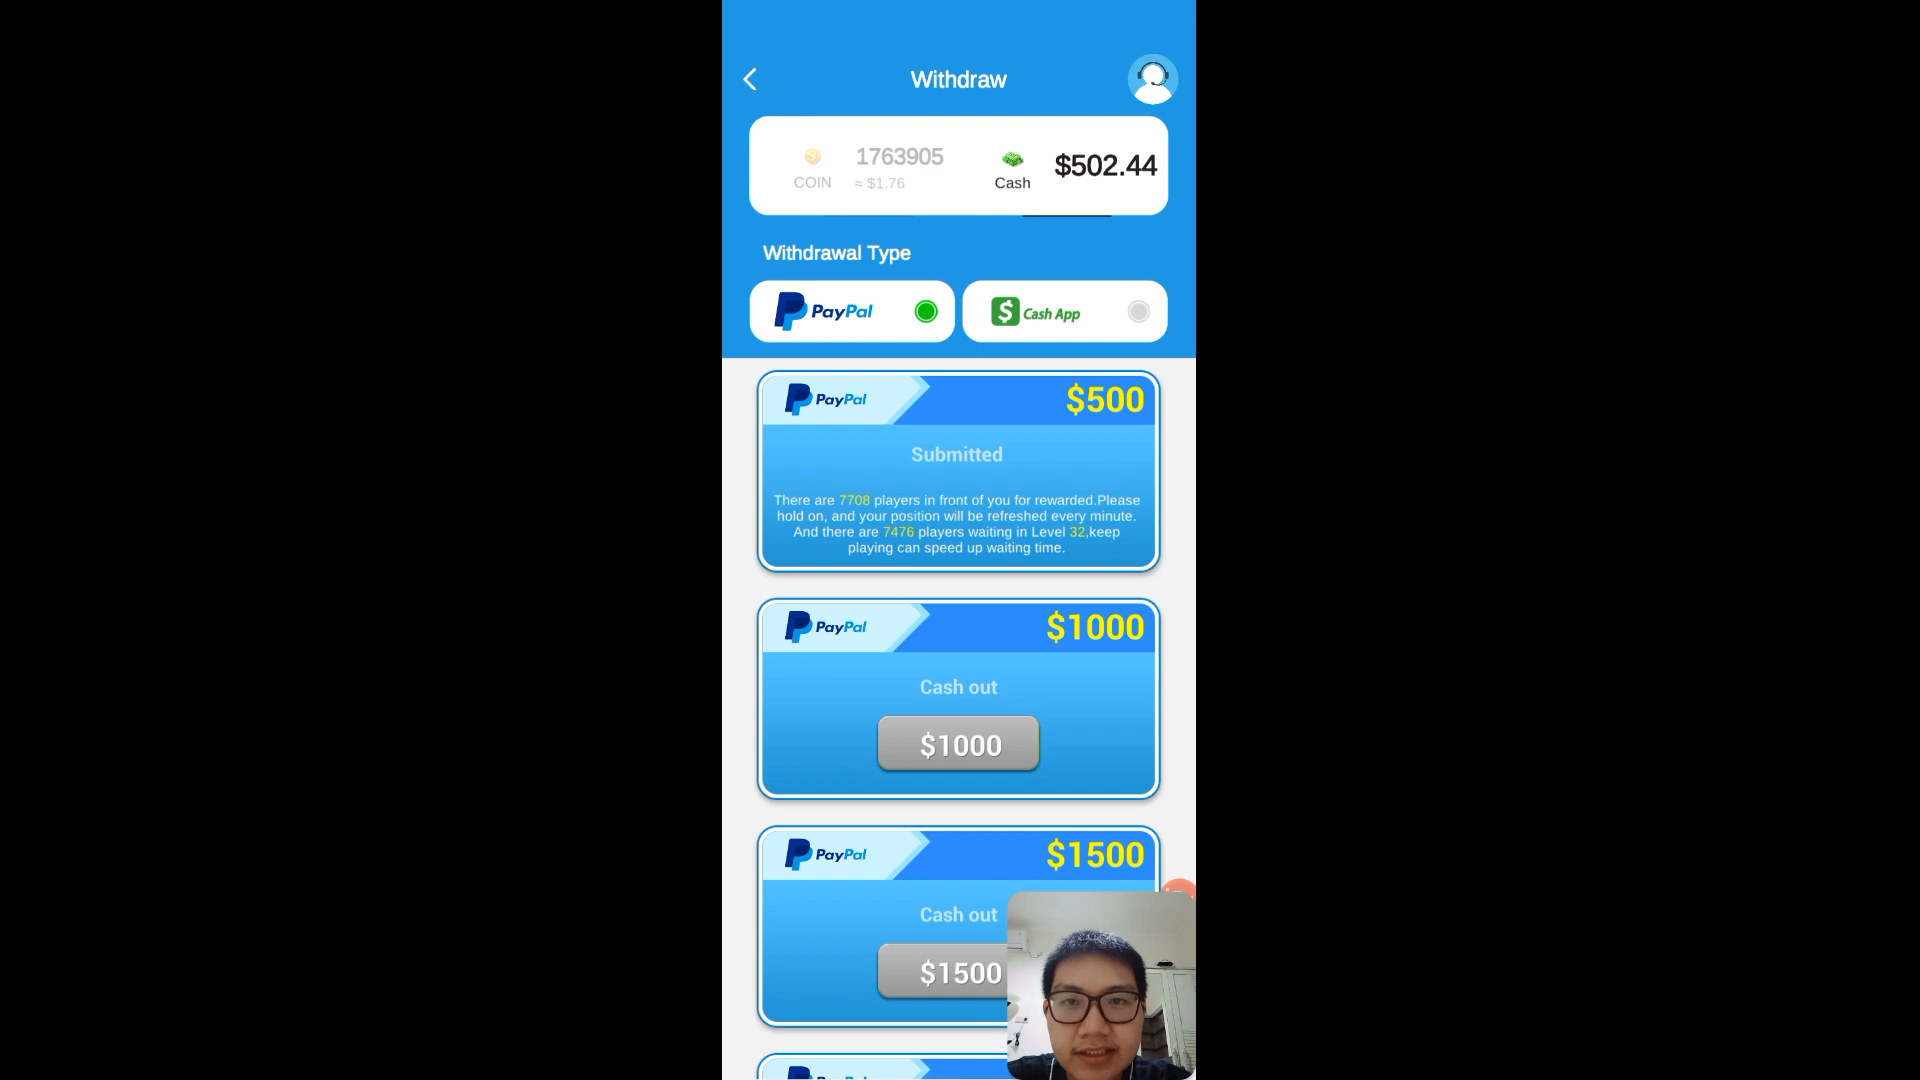 Withdraw
1763905
$502.44
COIN
≈ $1.76
Cash
Withdrawal Type
PayPal
Cash App
PayPal
$500
Submitted
There are 7708 players in front of you for rewarded.Please
hold on, and your position will be refreshed every minute.
And there are 7476 players waiting in Level 32,keep
playing can speed up waiting time.
PayPal
$1000
Cash out
$1000
PayPal
$1500
Cash out
$1500